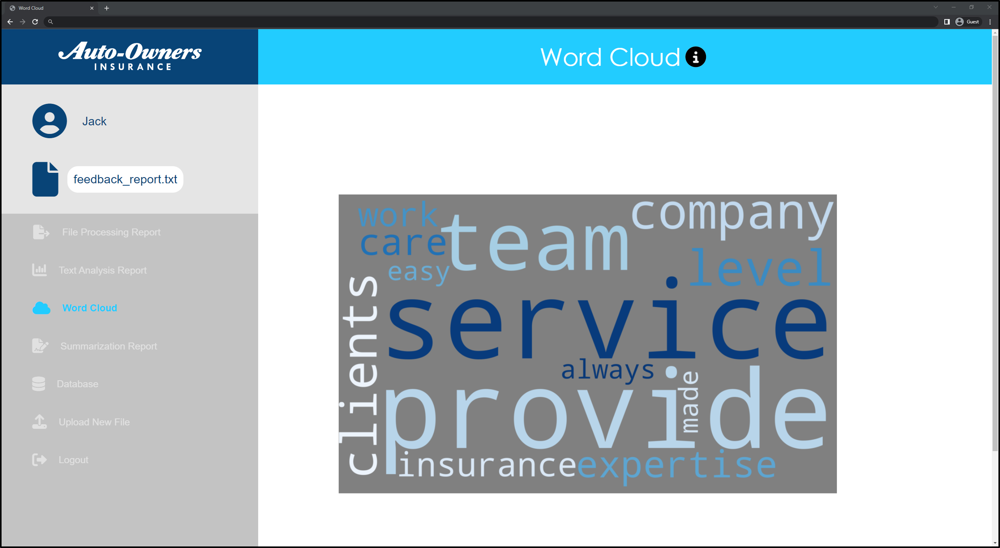 Word Cloud
Guest
Auto-Owners
INSURANCE
Word Cloud
Jack
feedback_report.txt
File Processing Report
Text Analysis Report
Word Cloud
Summarization Report
Database
Upload New File
Logout
work
care
easy
team
company
level
clients
service
always
provide
made
insurance
expertise